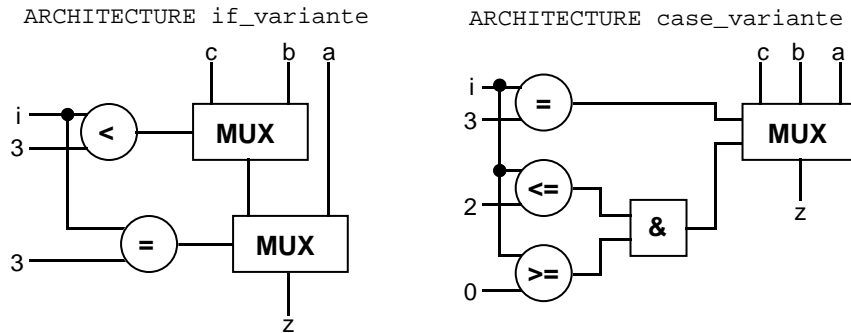 ARCHITECTURE if_variante
c b a
i
3
<
MUX
3
=
MUX
z
ARCHITECTURE case_variante
c b a
i
3
=
MUX
2
<=
z
&
0
>=